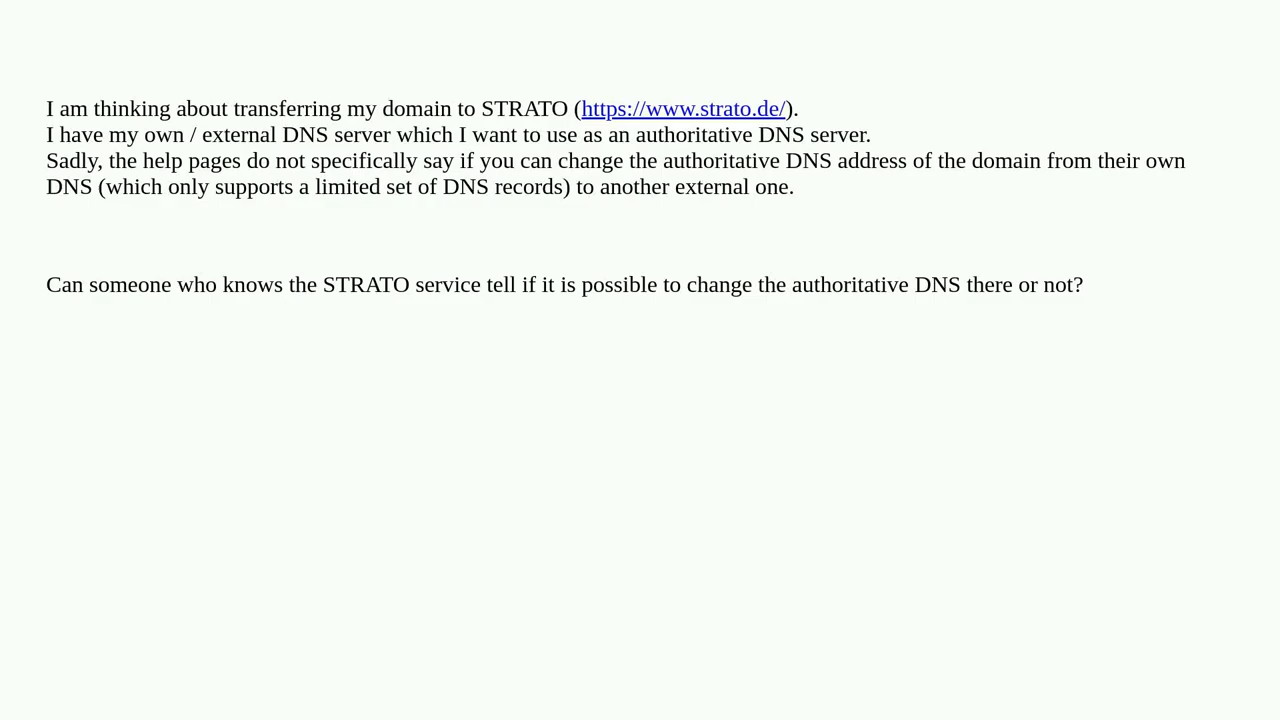 I am thinking about transferring my domain to STRATO (https://www.strato.de/).
I have my own / external DNS server which I want to use as an authoritative DNS server.
Sadly, the help pages do not specifically say if you can change the authoritative DNS address of the domain from their own
DNS (which only supports a limited set of DNS records) to another external one.
Can someone who knows the STRATO service tell if it is possible to change the authoritative DNS there or not?